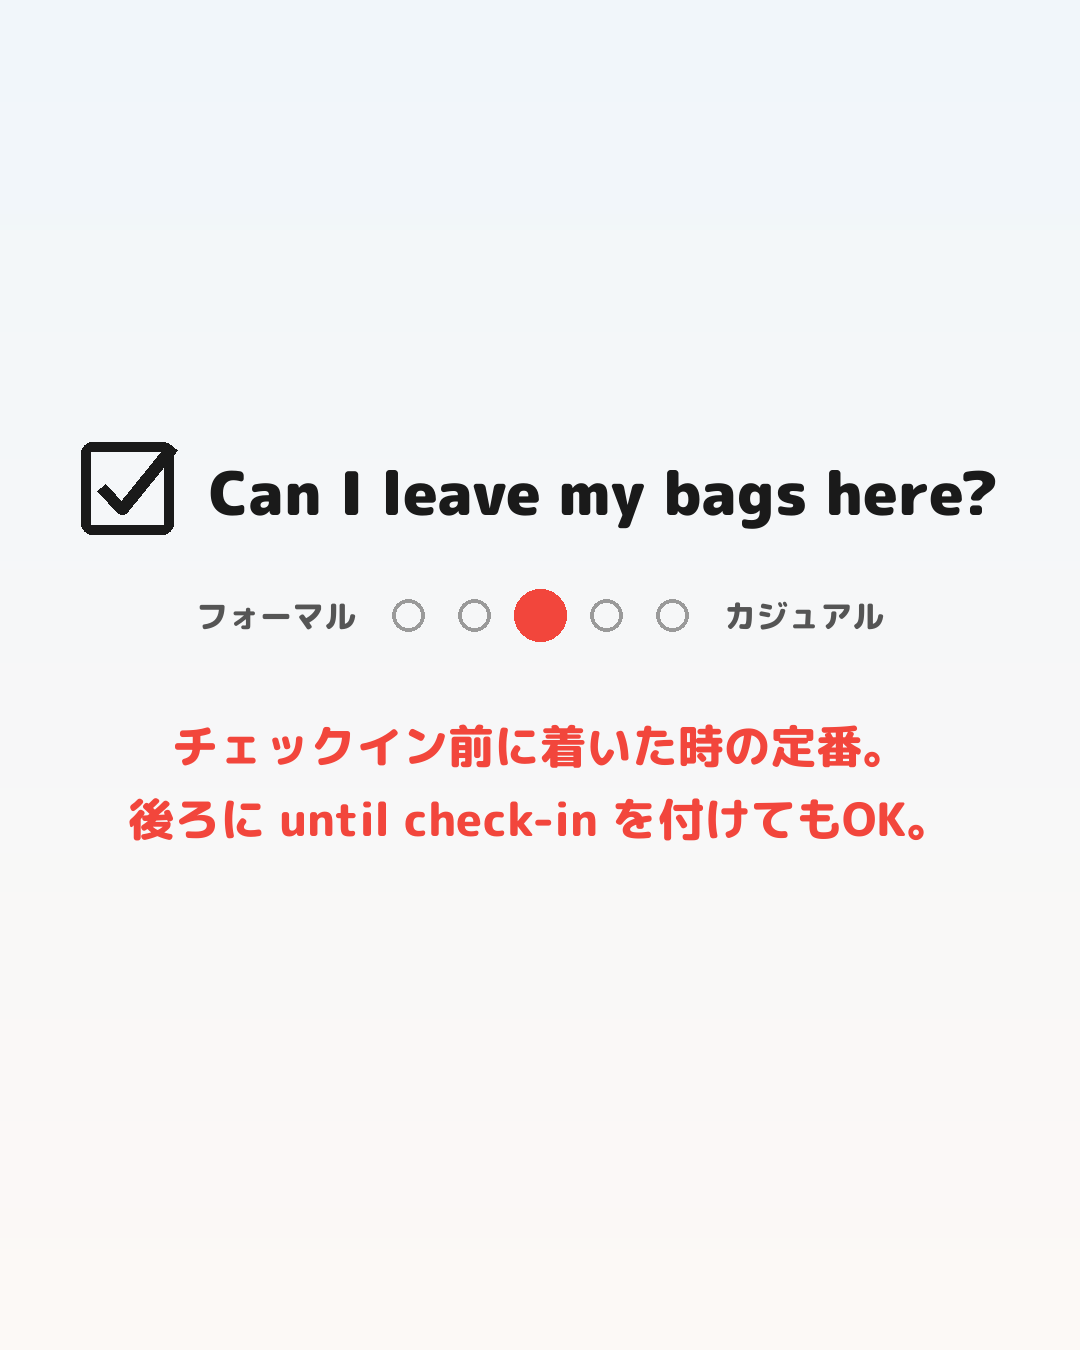 Can I leave my bags here?
フォーマル カジュアル
チェックイン前に着いた時の定番。
後ろに until check-in を付けてもOK。